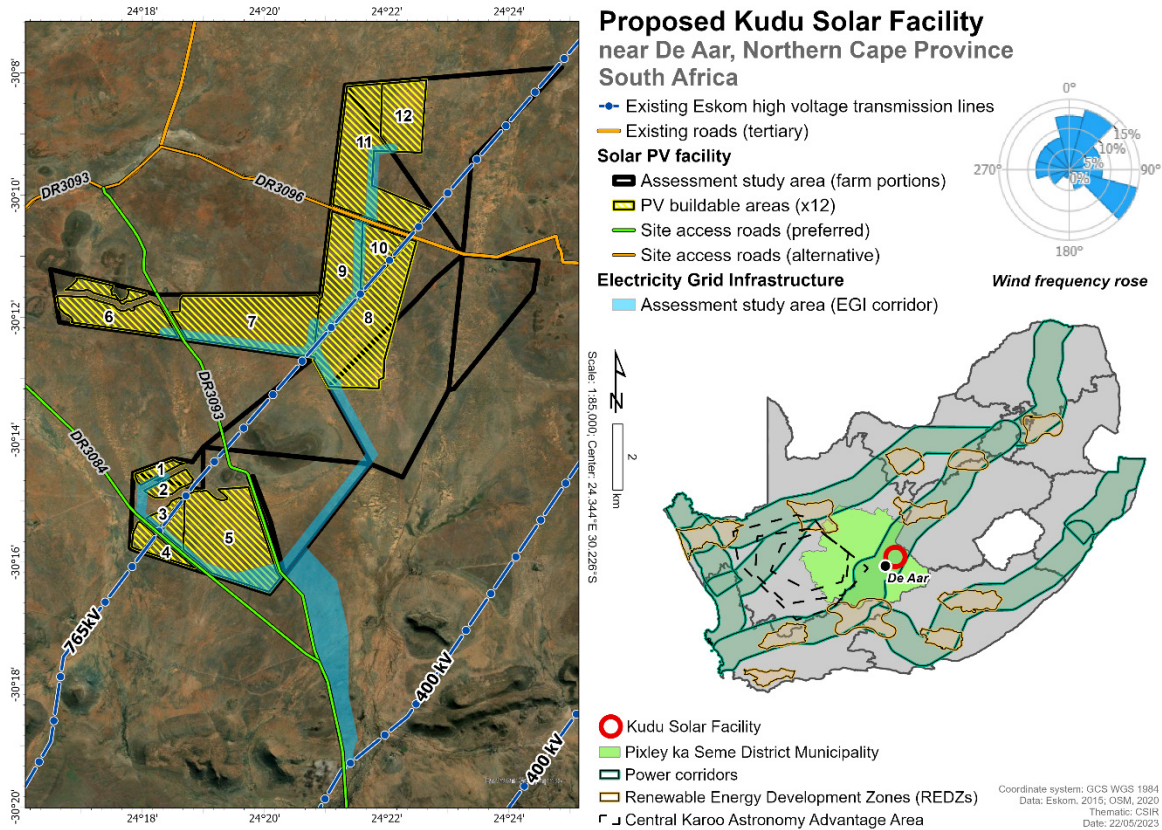 24°18'
24°20'
24°22'
24°24'
-30°8'
-30°10'
-30°12'
-30°14'
-30°16'
-30°18'
-30°20'
12
11
DR3093
DR3096
10
9
8
7
6
DR3093
DR3084
1
2
3
4
5
765kV
400 kV
400 kV
24°18'
24°20'
24°22'
24°24'
Proposed Kudu Solar Facility
near De Aar, Northern Cape Province
South Africa
Existing Eskom high voltage transmission lines
Existing roads (tertiary)
Solar PV facility
Assessment study area (farm portions)
PV buildable areas (x12)
Site access roads (preferred)
Site access roads (alternative)
Electricity Grid Infrastructure
Assessment study area (EGI corridor)
0°
15%
10%
5%
0%
270°
90°
180°
Wind frequency rose
Scale: 1:85,000; Center: 24.344°E 30.226°S
2
km
De Aar
Kudu Solar Facility
Pixley ka Seme District Municipality
Power corridors
Renewable Energy Development Zones (REDZs)
Central Karoo Astronomy Advantage Area
Coordinate system: GCS WGS 1984
Data: Eskom, 2015; OSM, 2020
Thematic: CSIR
Date: 22/05/2023